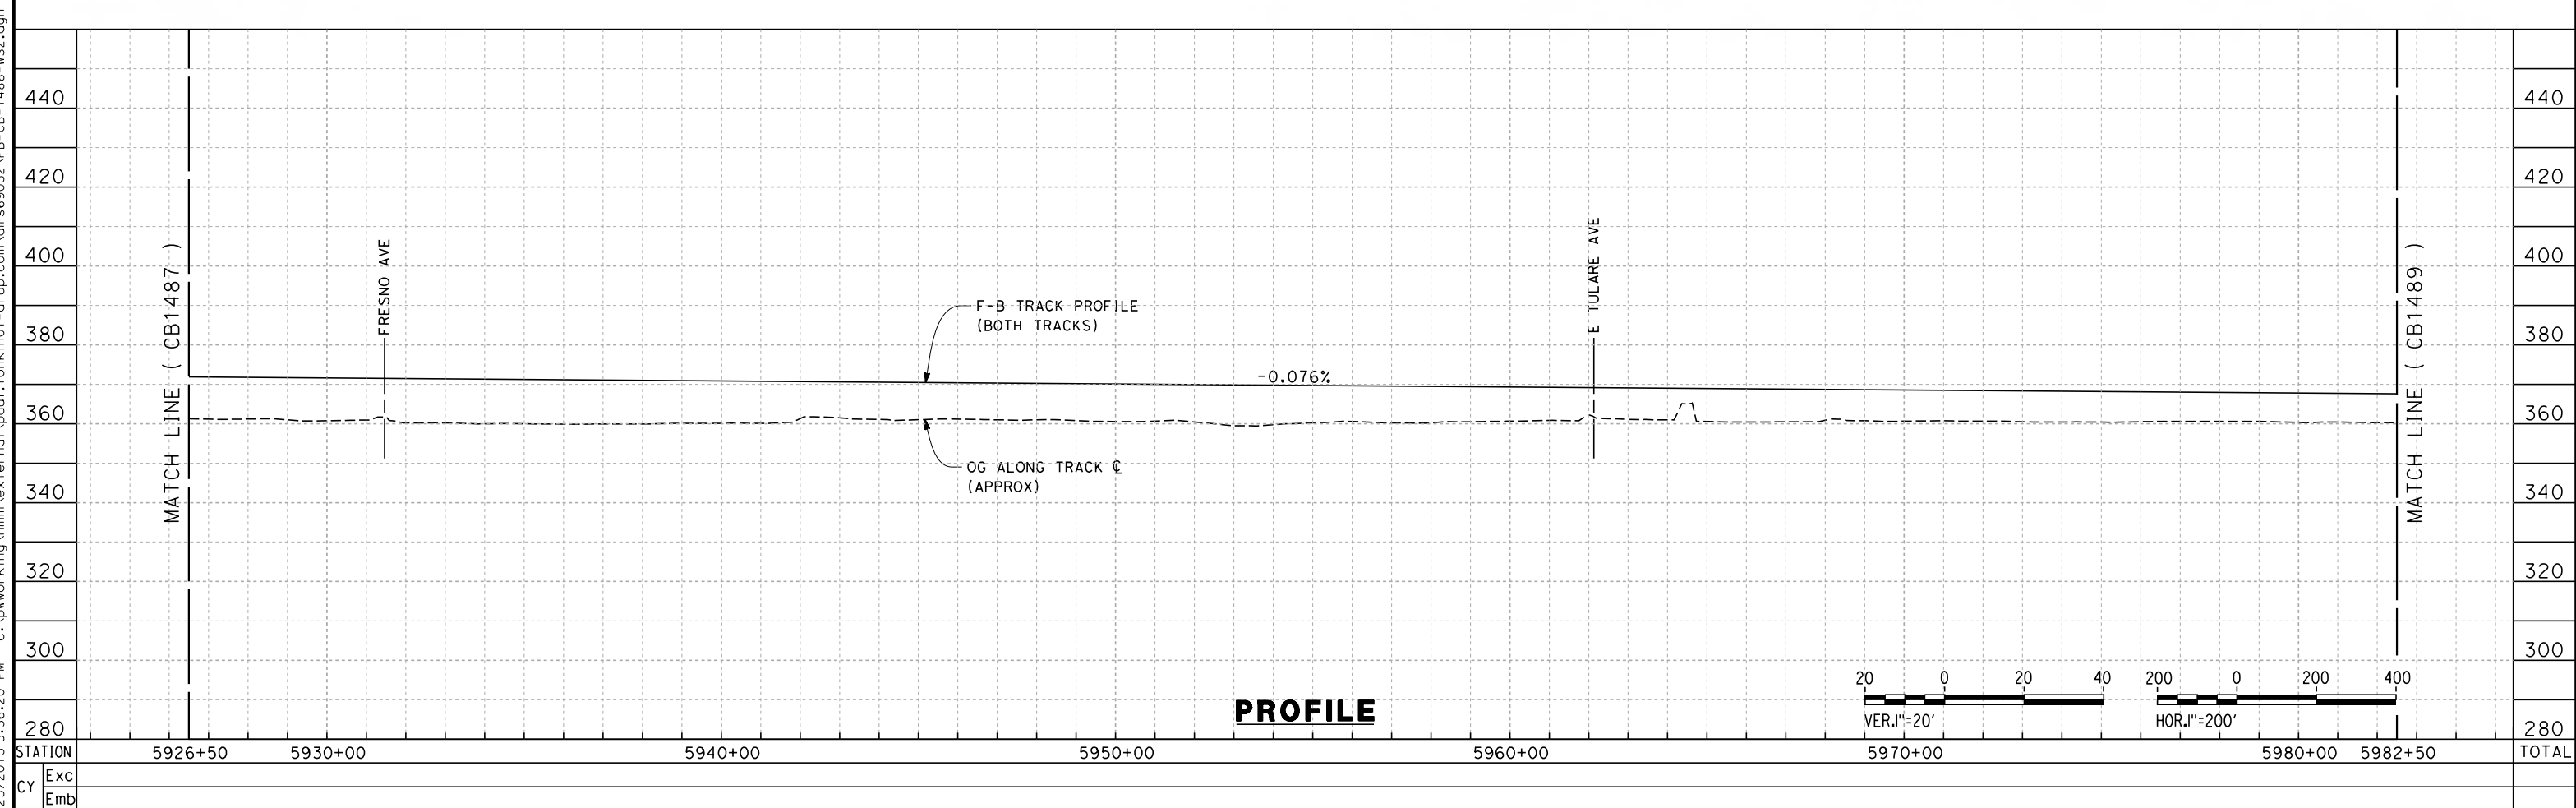 440
440
420
420
400
400
380
380
360
360
340
340
320
320
300
300
280
280
MATCH LINE ( CB1487 )
FRESNO AVE
F-B TRACK PROFILE
(BOTH TRACKS)
-0.076%
OG ALONG TRACK ℄
(APPROX)
E TULARE AVE
MATCH LINE ( CB1489 )
PROFILE
20 0 20 40
VER.1"=20'
200 0 200 400
HOR.1"=200'
STATION 5926+50 5930+00 5940+00 5950+00 5960+00 5970+00 5980+00 5982+50 TOTAL
CY
Exc
Emb